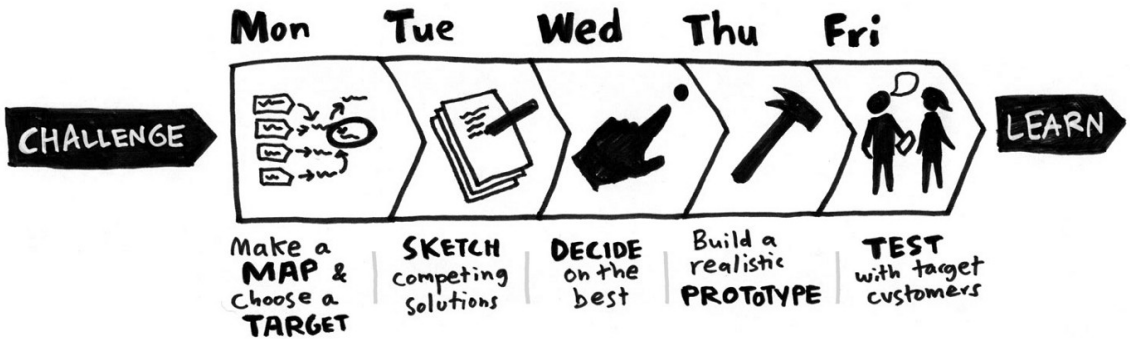 Mon Tue Wed Thu Fri
CHALLENGE
LEARN
Make a
MAP &
choose a
TARGET
SKETCH
competing
solutions
DECIDE
on the
best
Build a
realistic
PROTOTYPE
TEST
with target
customers